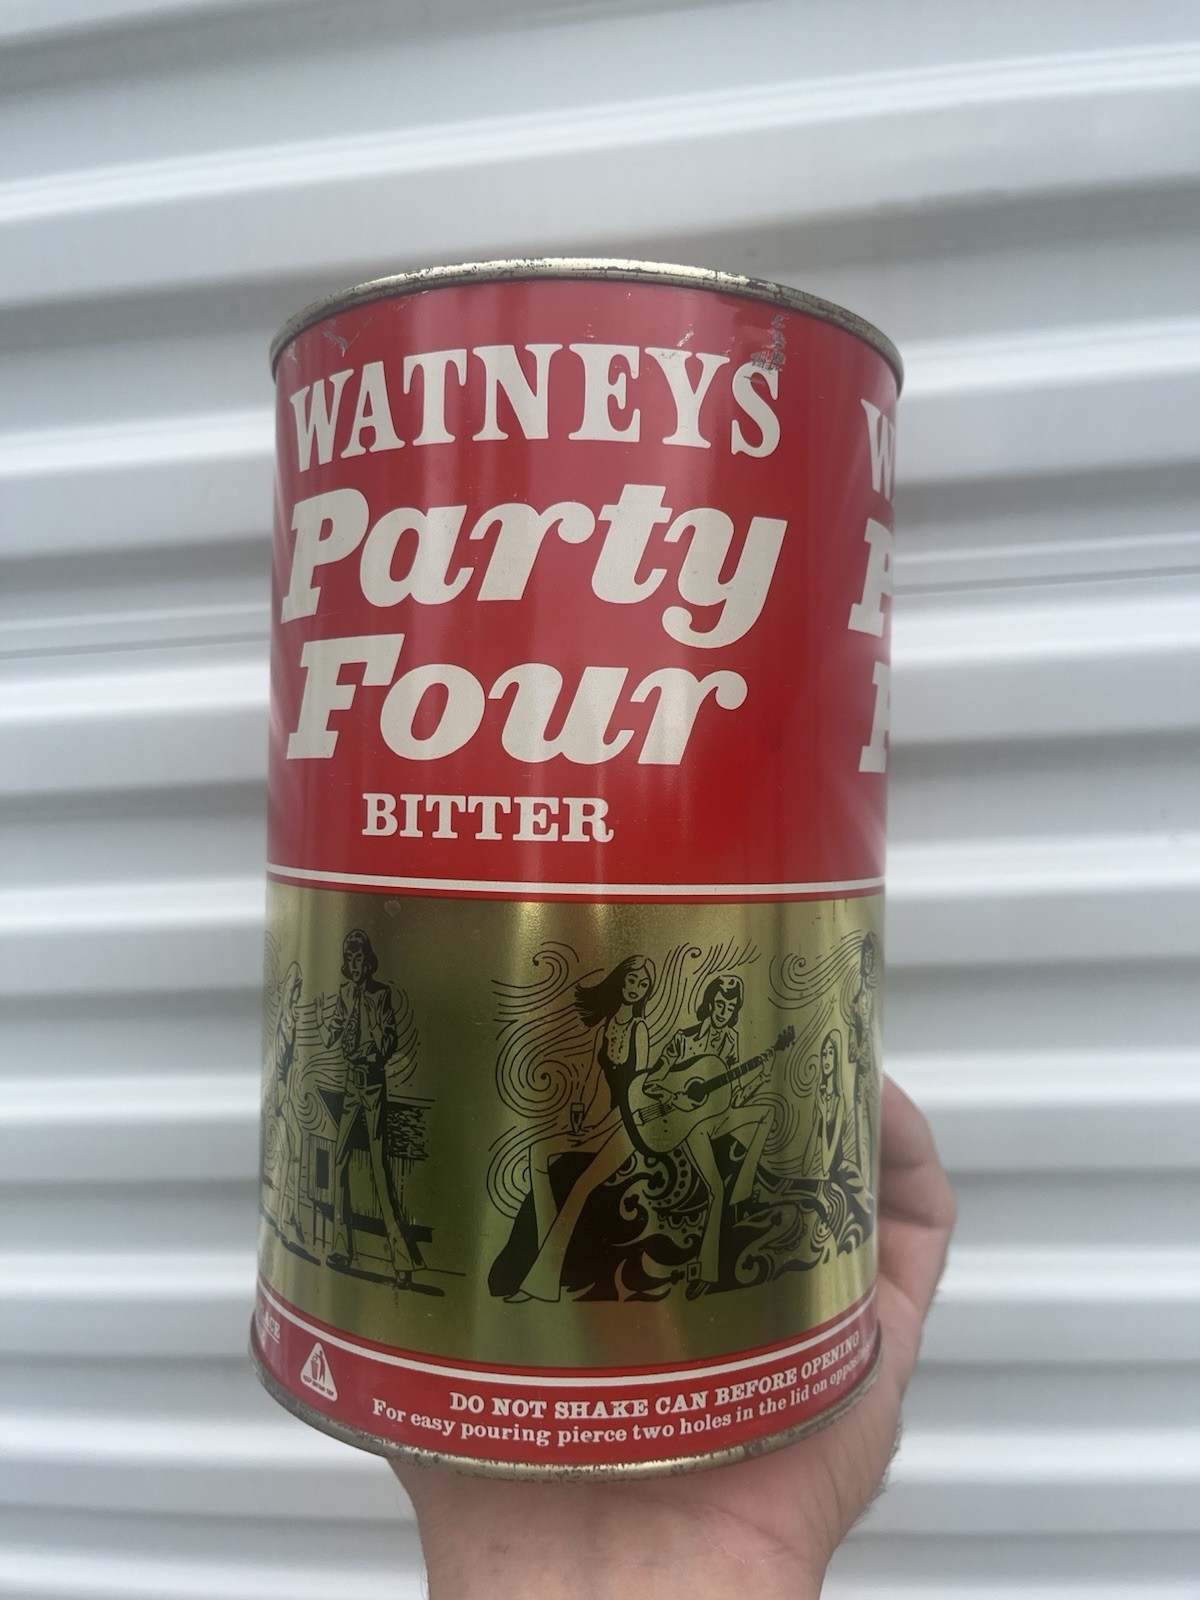 WATNEYS
Party
Four
BITTER
DO NOT SHAKE CAN BEFORE OPENING
For easy pouring pierce two holes in the lid on